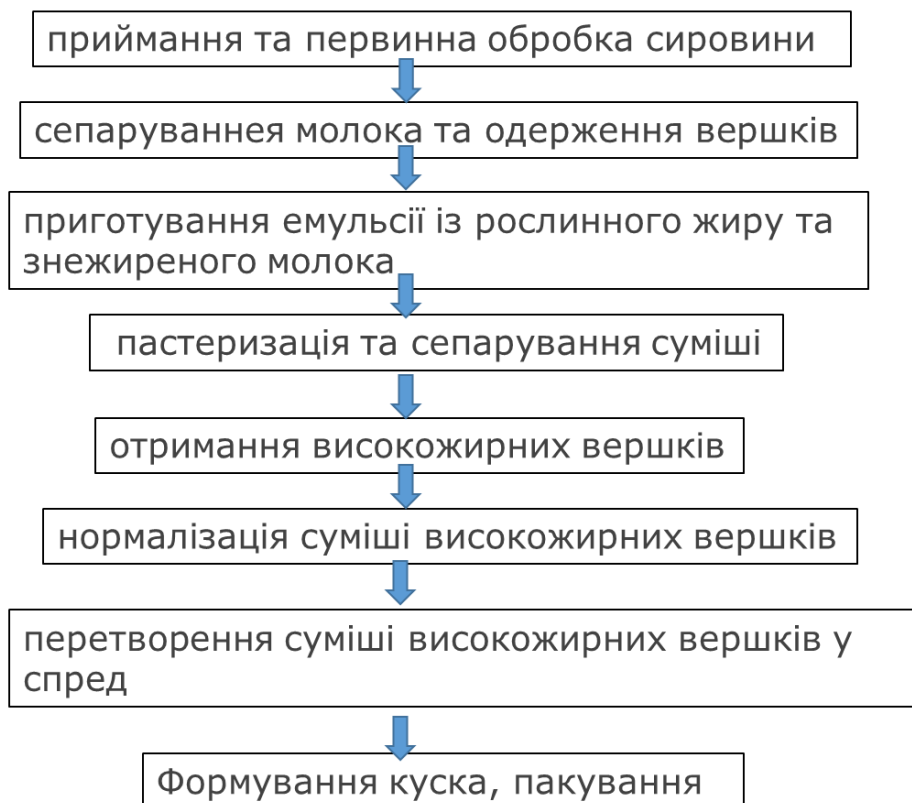 приймання та первинна обробка сировини
сепаруваннея молока та одерження вершків
приготування емульсії із рослинного жиру та
знежиреного молока
пастеризація та сепарування суміші
отримання високожирних вершків
нормалізація суміші високожирних вершків
перетворення суміші високожирних вершків у
спред
Формування куска, пакування